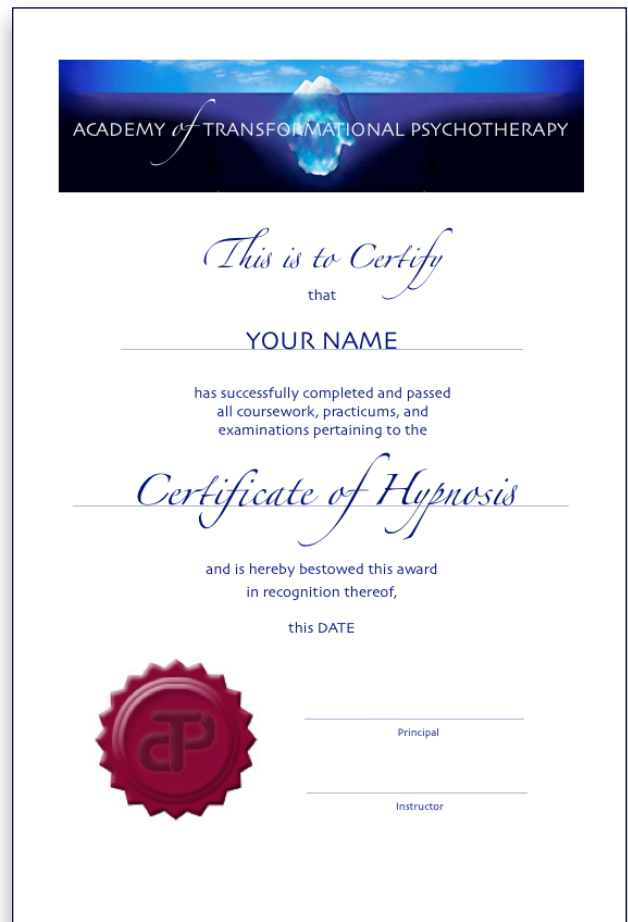 ACADEMY of TRANSFORMATIONAL PSYCHOTHERAPY
This is to Certify
that
YOUR NAME
has successfully completed and passed
all coursework, practicums, and
examinations pertaining to the
Certificate of Hypnosis
and is hereby bestowed this award
in recognition thereof,
this DATE
aTP
Principal
Instructor